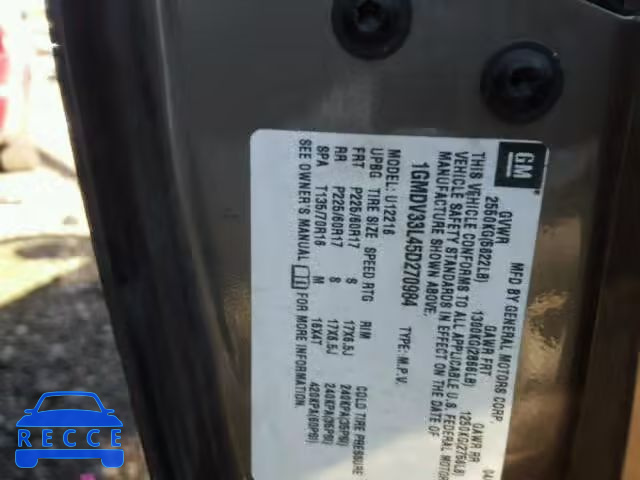 GM
MFD BY GENERAL MOTORS CORP.
GVWR GAWR FRT GAWR RR
2550KG(5622LB) 1300KG(2866LB) 1250KG(2756LB)
THIS VEHICLE CONFORMS TO ALL APPLICABLE U.S. FEDERAL MOTOR
VEHICLE SAFETY STANDARDS IN EFFECT ON THE DATE OF
MANUFACTURE SHOWN ABOVE.
1GMDV33L45D270984 TYPE: M.P.V.
MODEL: U12216
UPBG TIRE SIZE SPEED RTG RIM COLD TIRE PRESSURE
FRT P225/60R17 S 17X6.5J 240KPA(35PSI)
RR P225/60R17 S 17X6.5J 240KPA(35PSI)
SPA T135/70R16 M 16X4T 420KPA(60PSI)
SEE OWNER'S MANUAL FOR MORE INFORMATION.
RECCE